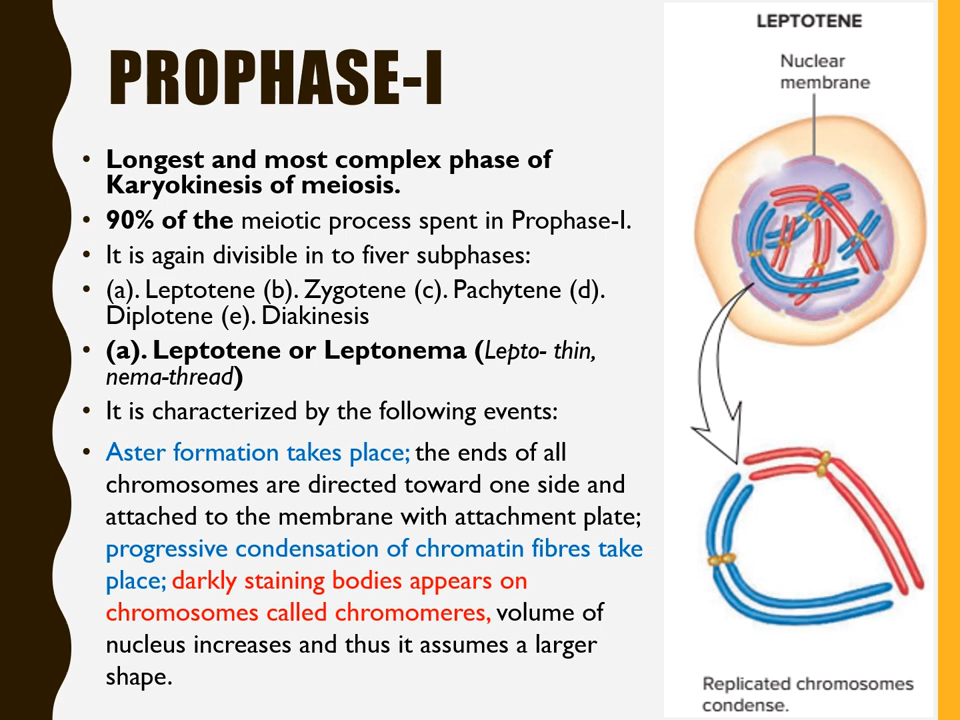 PROPHASE-I
• Longest and most complex phase of
Karyokinesis of meiosis.
• 90% of the meiotic process spent in Prophase-I.
• It is again divisible in to fiver subphases:
• (a). Leptotene (b). Zygotene (c). Pachytene (d).
Diplotene (e). Diakinesis
• (a). Leptotene or Leptonema (Lepto- thin,
nema-thread)
• It is characterized by the following events:
• Aster formation takes place; the ends of all
chromosomes are directed toward one side and
attached to the membrane with attachment plate;
progressive condensation of chromatin fibres take
place; darkly staining bodies appears on
chromosomes called chromomeres, volume of
nucleus increases and thus it assumes a larger
shape.
LEPTOTENE
Nuclear
membrane
Replicated chromosomes
condense.